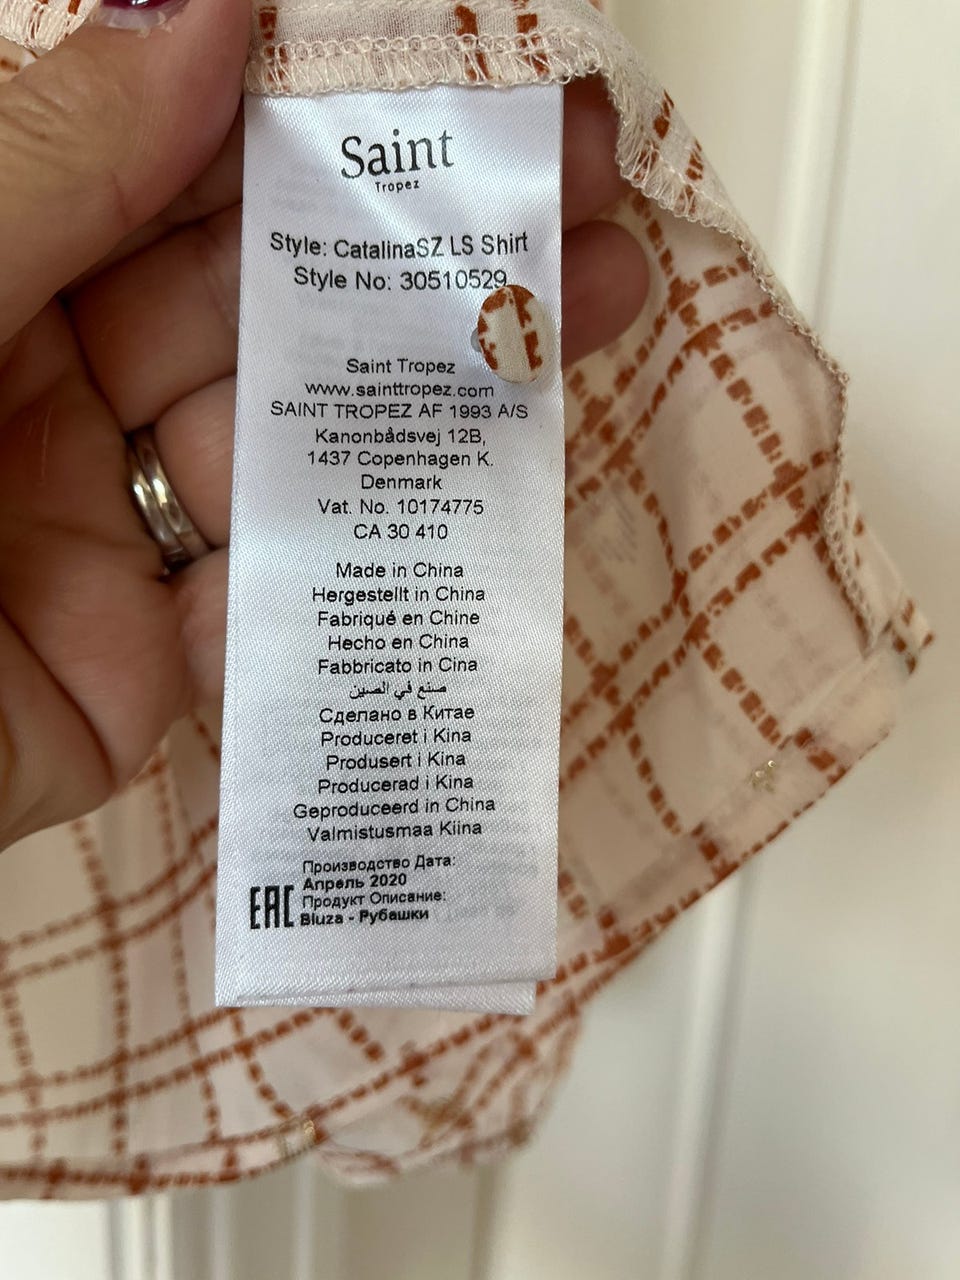 Saint
Tropez
Style: CatalinaSZ LS Shirt
Style No: 30510529
Saint Tropez
www.sainttropez.com
SAINT TROPEZ AF 1993 A/S
Kanonbådsvej 12B,
1437 Copenhagen K.
Denmark
Vat. No. 10174775
CA 30 410
Made in China
Hergestellt in China
Fabriqué en Chine
Hecho en China
Fabbricato in Cina
صنع في الصين
Сделано в Китае
Produceret i Kina
Produsert i Kina
Producerad i Kina
Geproduceerd in China
Valmistusmaa Kiina
Производство Дата:
Апрель 2020
Продукт Описание:
Bluza - Рубашки
EAC